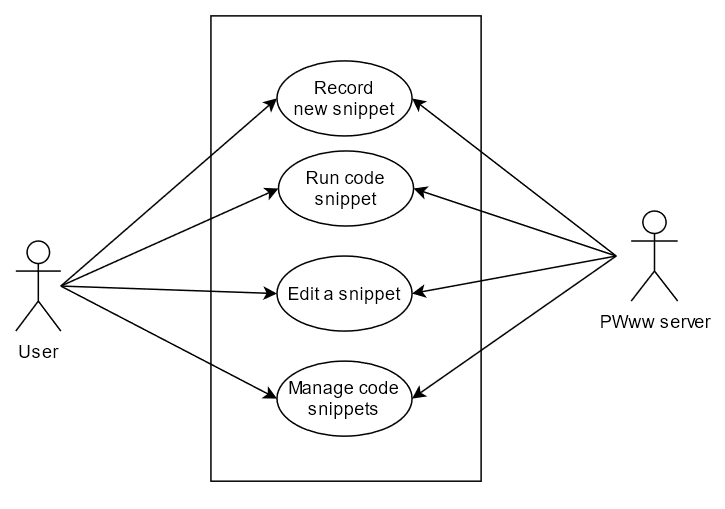 Record
new snippet
Run code
snippet
Edit a snippet
Manage code
snippets
User
PWww server